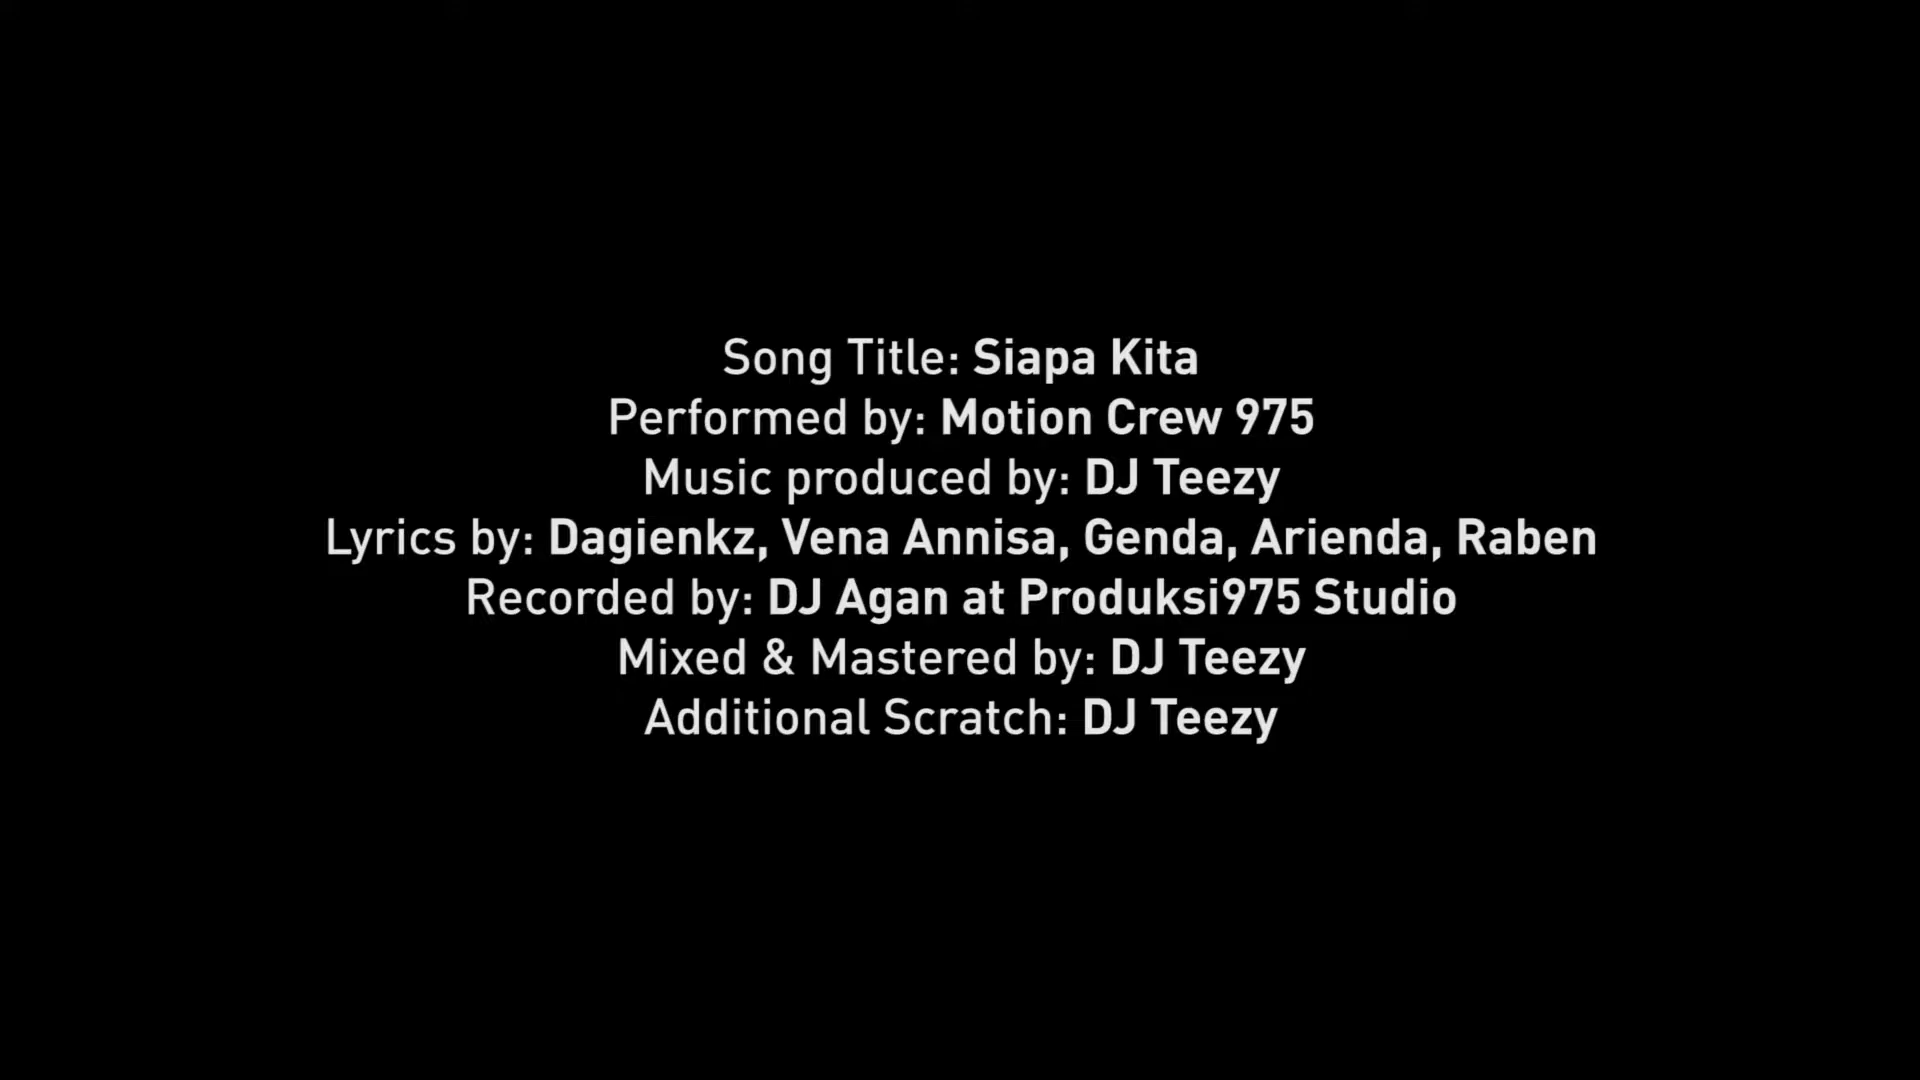 Song Title: Siapa Kita
Performed by: Motion Crew 975
Music produced by: DJ Teezy
Lyrics by: Dagienkz, Vena Annisa, Genda, Arienda, Raben
Recorded by: DJ Agan at Produksi975 Studio
Mixed & Mastered by: DJ Teezy
Additional Scratch: DJ Teezy